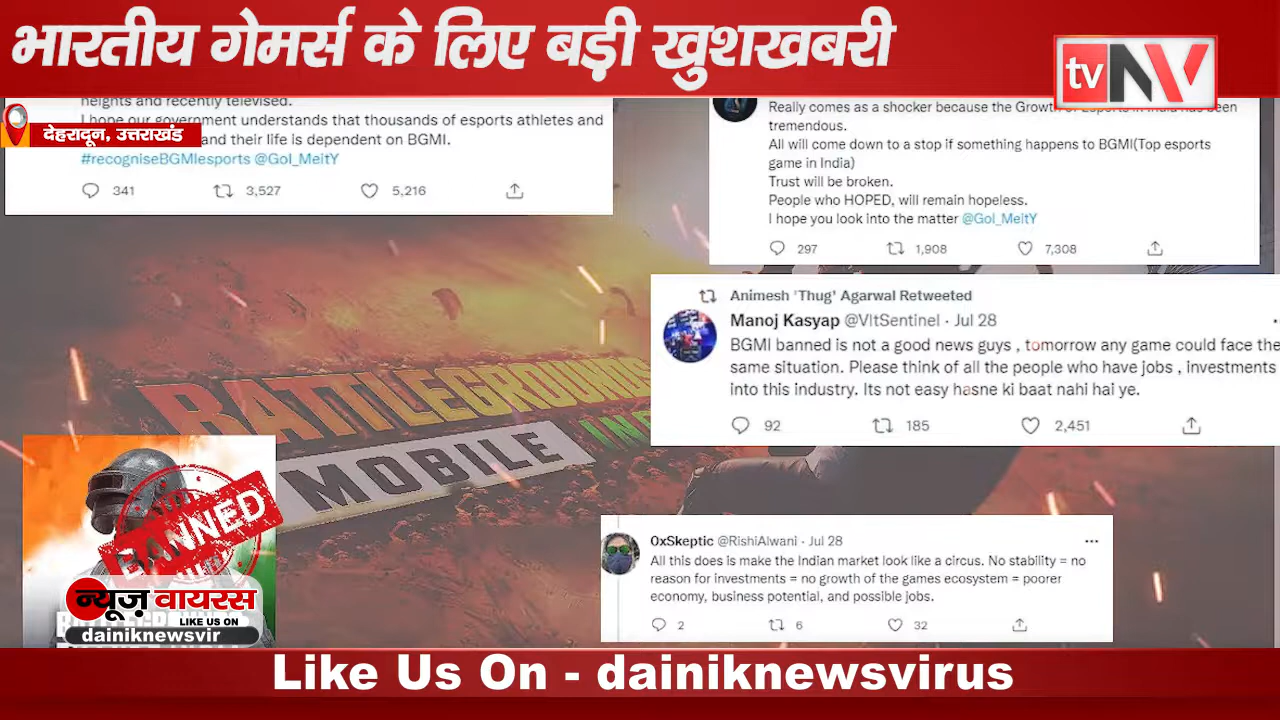 भारतीय गेमर्स के लिए बड़ी खुशखबरी
tv NV
देहरादून, उत्तराखंड
heights and recently televised.
I hope our government understands that thousands of esports athletes and
and their life is dependent on BGMI.
#recogniseBGMIesports @GoI_MeitY
341 3,527 5,216
Really comes as a shocker because the Growth of Esports in India has been
tremendous.
All will come down to a stop if something happens to BGMI(Top esports
game in India)
Trust will be broken.
People who HOPED, will remain hopeless.
I hope you look into the matter @GoI_MeitY
297 1,908 7,308
Animesh 'Thug' Agarwal Retweeted
Manoj Kasyap @VltSentinel · Jul 28
BGMI banned is not a good news guys , tomorrow any game could face the
same situation. Please think of all the people who have jobs , investments
into this industry. Its not easy hasne ki baat nahi hai ye.
92 185 2,451
BATTLEGROUNDS
MOBILE
BANNED
0xSkeptic @RishiAlwani · Jul 28
All this does is make the Indian market look like a circus. No stability = no
reason for investments = no growth of the games ecosystem = poorer
economy, business potential, and possible jobs.
2 6 32
न्यूज़ वायरस
LIKE US ON
dainiknewsvir
Like Us On - dainiknewsvirus